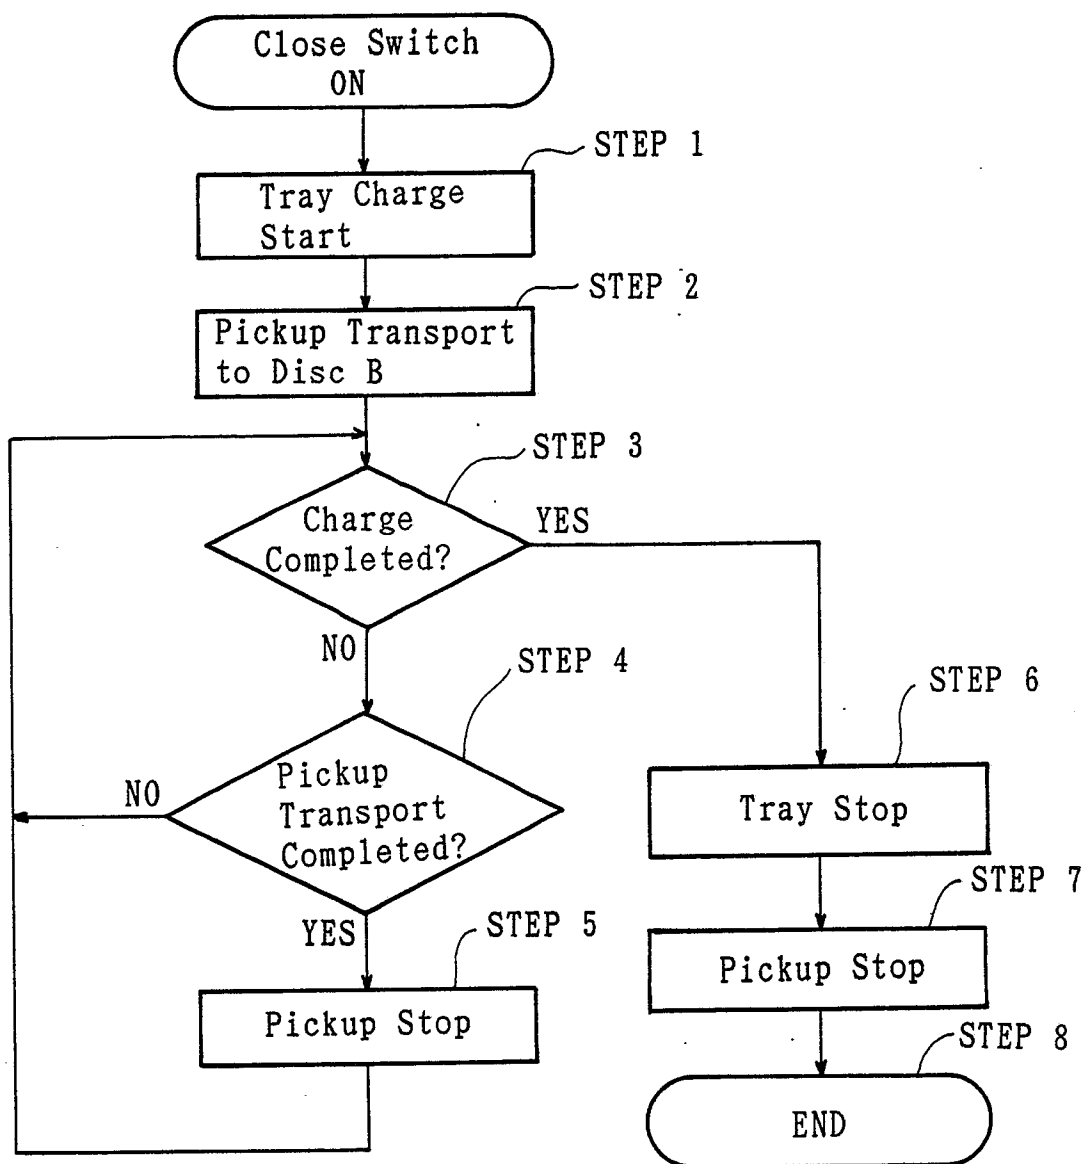 Close Switch
ON
STEP 1
Tray Charge
Start
STEP 2
Pickup Transport
to Disc B
STEP 3
Charge
Completed?
YES
NO
STEP 4
Pickup
Transport
Completed?
NO
YES
STEP 5
Pickup Stop
STEP 6
Tray Stop
STEP 7
Pickup Stop
STEP 8
END